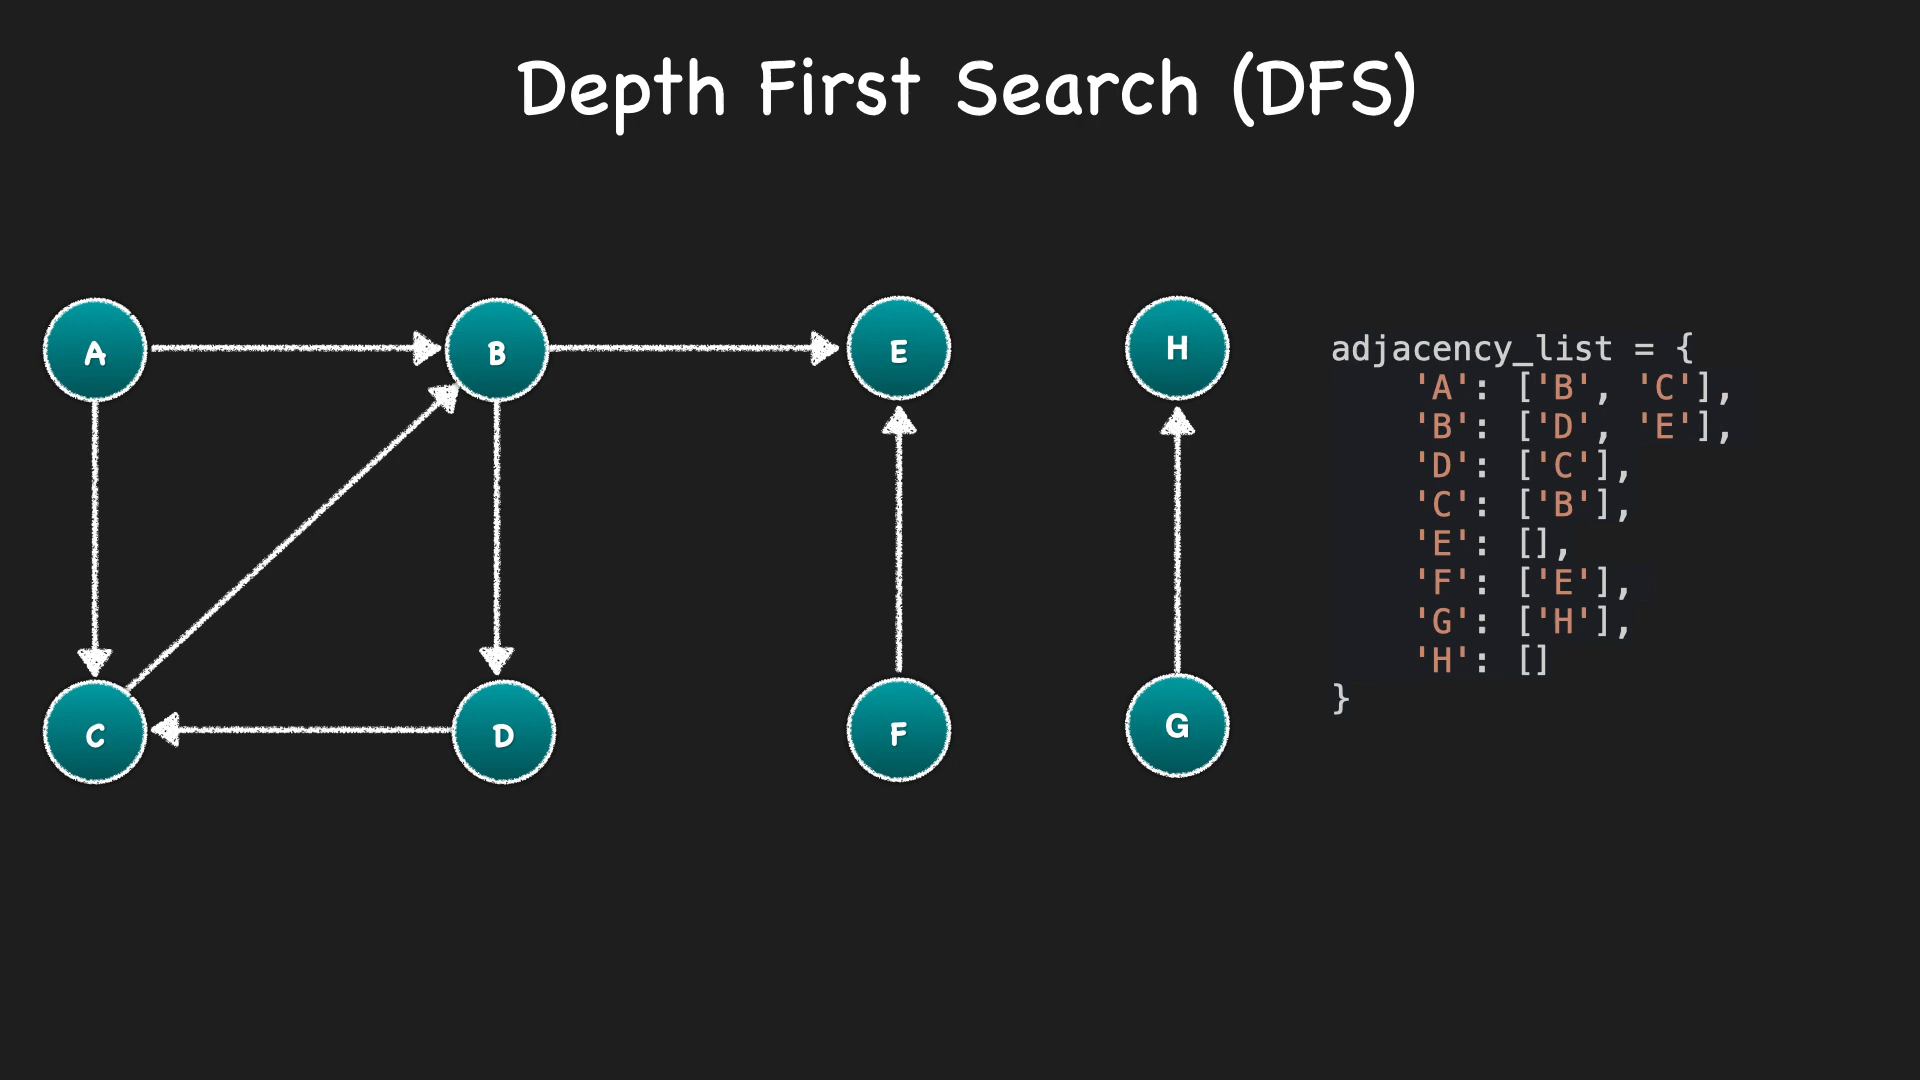 Depth First Search (DFS)
A
B
E
H
C
D
F
G
adjacency_list = {
    'A': ['B', 'C'],
    'B': ['D', 'E'],
    'D': ['C'],
    'C': ['B'],
    'E': [],
    'F': ['E'],
    'G': ['H'],
    'H': []
}